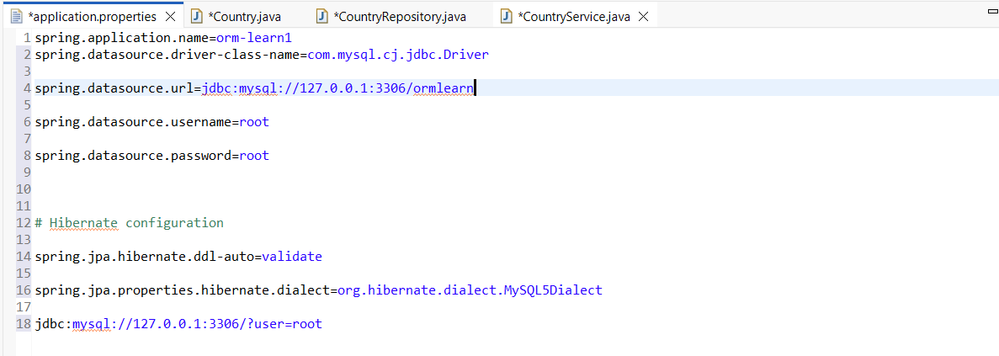 *application.properties
*Country.java
*CountryRepository.java
*CountryService.java
1 spring.application.name=orm-learn1
2 spring.datasource.driver-class-name=com.mysql.cj.jdbc.Driver
3
4 spring.datasource.url=jdbc:mysql://127.0.0.1:3306/ormlearn
5
6 spring.datasource.username=root
7
8 spring.datasource.password=root
9
10
11
12 # Hibernate configuration
13
14 spring.jpa.hibernate.ddl-auto=validate
15
16 spring.jpa.properties.hibernate.dialect=org.hibernate.dialect.MySQL5Dialect
17
18 jdbc:mysql://127.0.0.1:3306/?user=root